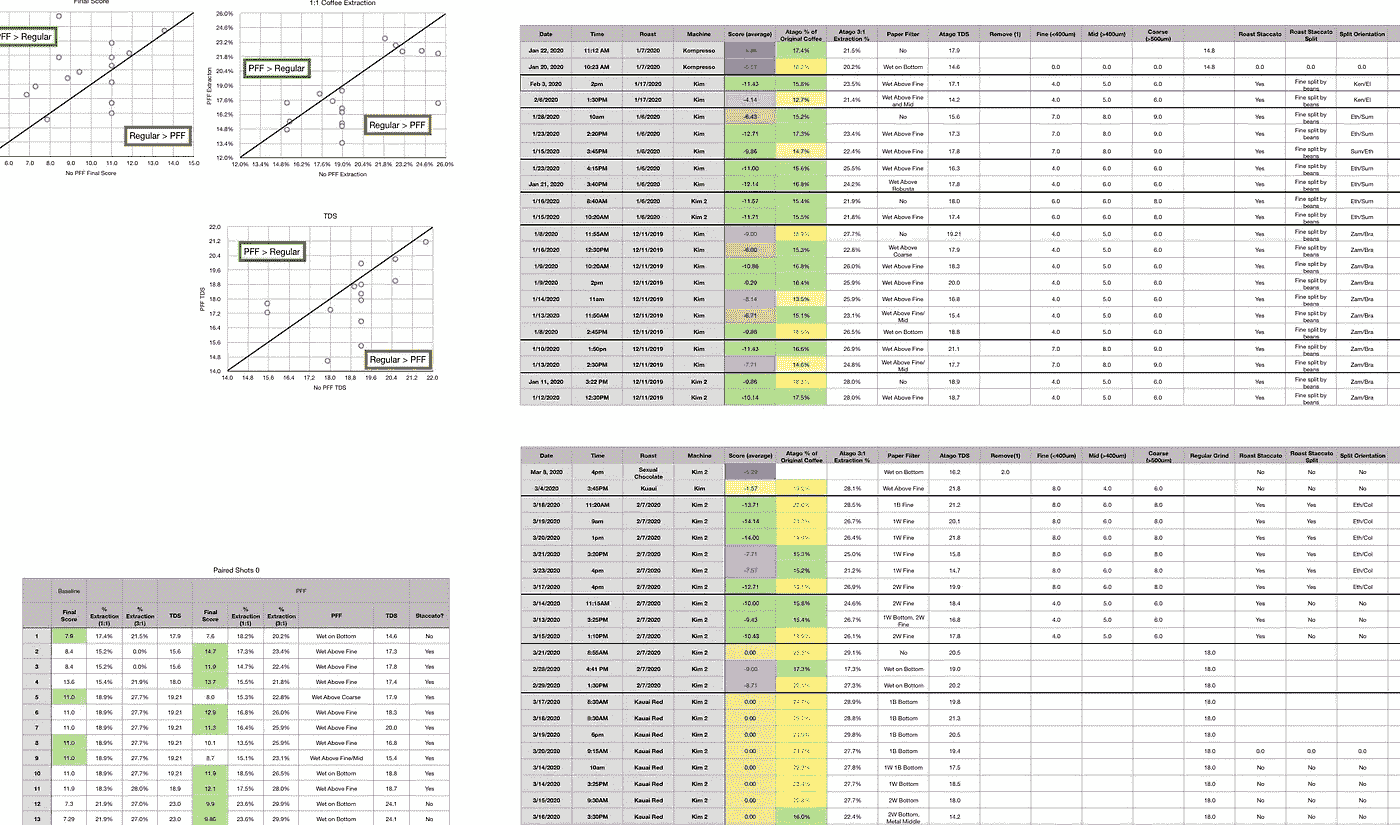 Final Score
PFF > Regular
Regular > PFF
6.0 7.0 8.0 9.0 10.0 11.0 12.0 13.0 14.0 15.0
No PFF Final Score
1:1 Coffee Extraction
PFF Extraction
26.0%
24.6%
23.2%
21.8%
20.4%
19.0%
17.6%
16.2%
14.8%
13.4%
12.0%
PFF > Regular
Regular > PFF
12.0% 13.4% 14.8% 16.2% 17.6% 19.0% 20.4% 21.8% 23.2% 24.6% 26.0%
No PFF Extraction
TDS
PFF TDS
22.0
21.2
20.4
19.6
18.8
18.0
17.2
16.4
15.6
14.8
14.0
PFF > Regular
Regular > PFF
14.0 14.8 15.6 16.4 17.2 18.0 18.8 19.6 20.4 21.2 22.0
No PFF TDS
Paired Shots 0
Baseline PFF
Final Score % Extraction (1:1) % Extraction (3:1) TDS Final Score % Extraction (1:1) % Extraction (3:1) PFF TDS Staccato?
1 7.9 17.4% 21.5% 17.9 7.6 18.2% 20.2% Wet on Bottom 14.6 No
2 8.4 15.2% 0.0% 15.6 14.7 17.3% 23.4% Wet Above Fine 17.3 Yes
3 8.4 15.2% 0.0% 15.6 11.9 14.7% 22.4% Wet Above Fine 17.8 Yes
4 13.6 15.4% 21.9% 18.0 13.7 15.5% 21.8% Wet Above Fine 17.4 Yes
5 11.0 18.9% 27.7% 19.21 8.0 15.3% 22.8% Wet Above Coarse 17.9 Yes
6 11.0 18.9% 27.7% 19.21 12.9 16.8% 26.0% Wet Above Fine 18.3 Yes
7 11.0 18.9% 27.7% 19.21 11.3 16.4% 25.9% Wet Above Fine 20.0 Yes
8 11.0 18.9% 27.7% 19.21 10.1 13.5% 25.9% Wet Above Fine 16.8 Yes
9 11.0 18.9% 27.7% 19.21 8.7 15.1% 23.1% Wet Above Fine/Mid 15.4 Yes
10 11.0 18.9% 27.7% 19.21 11.9 18.5% 26.5% Wet on Bottom 18.8 Yes
11 11.9 18.3% 28.0% 18.9 12.1 17.5% 28.0% Wet Above Fine 18.7 Yes
12 7.3 21.9% 27.0% 23.0 9.9 23.6% 29.9% Wet on Bottom 24.1 No
13 7.29 21.9% 27.0% 23.0 9.86 23.6% 29.9% Wet on Bottom 24.1 No
Date Time Roast Machine Score (average) Atago % of Original Coffee Atago 3:1 Extraction % Paper Filter Atago TDS Remove (1) Fine (<400um) Mid (>400um) Coarse (>500um) Roast Staccato Roast Staccato Split Split Orientation
Jan 22, 2020 11:12 AM 1/7/2020 Kompresso 17.4% 21.5% No 17.9 14.8
Jan 20, 2020 10:23 AM 1/7/2020 Kompresso 20.2% Wet on Bottom 14.6 0.0 0.0 0.0 14.8 0.0 0.0 0.0
Feb 3, 2020 2pm 1/17/2020 Kim -11.43 15.8% 23.5% Wet Above Fine 17.1 Yes Fine split by beans Ken/El
2/6/2020 1:30PM 1/17/2020 Kim -4.14 12.7% 21.4% Wet Above Fine and Mid 14.2 Yes Fine split by beans Ken/El
1/28/2020 10am 1/6/2020 Kim -6.43 15.2% No 15.6 7.0 8.0 9.0 Yes Fine split by beans Eth/Sum
1/23/2020 2:20PM 1/6/2020 Kim -12.71 17.3% 23.4% Wet Above Fine 17.3 7.0 8.0 9.0 Yes Fine split by beans Eth/Sum
1/15/2020 3:45PM 1/6/2020 Kim -9.86 14.7% 22.4% Wet Above Fine 17.8 7.0 8.0 9.0 Yes Fine split by beans Sum/Eth
1/23/2020 4:15PM 1/6/2020 Kim -11.00 15.6% 25.5% Wet Above Fine 16.3 4.0 6.0 6.0 Yes Fine split by beans Eth/Sum
Jan 21, 2020 3:40PM 1/6/2020 Kim -12.14 16.8% 24.2% Wet Above Robusta 17.8 4.0 6.0 6.0 Yes Fine split by beans Eth/Sum
1/16/2020 8:40AM 1/6/2020 Kim 2 -11.57 15.4% 21.9% No 18.0 4.0 6.0 8.0 Yes Fine split by beans Eth/Sum
1/15/2020 10:20AM 1/6/2020 Kim 2 -11.71 15.5% 21.8% Wet Above Fine 17.4 4.0 6.0 8.0 Yes Fine split by beans Eth/Sum
1/8/2020 11:55AM 12/11/2019 Kim -9.00 27.7% No 19.21 4.0 5.0 6.0 Yes Fine split by beans Zam/Bra
1/16/2020 12:30PM 12/11/2019 Kim 15.3% 22.8% Wet Above Coarse 17.9 4.0 5.0 6.0 Yes Fine split by beans Zam/Bra
1/9/2020 10:20AM 12/11/2019 Kim -10.86 16.8% 26.0% Wet Above Fine 18.3 4.0 5.0 6.0 Yes Fine split by beans Zam/Bra
1/9/2020 2pm 12/11/2019 Kim -9.29 16.4% 25.9% Wet Above Fine 20.0 4.0 5.0 6.0 Yes Fine split by beans Zam/Bra
1/14/2020 11am 12/11/2019 Kim -8.14 13.5% 25.9% Wet Above Fine 16.8 4.0 5.0 6.0 Yes Fine split by beans Zam/Bra
1/13/2020 11:50AM 12/11/2019 Kim -6.71 15.1% 23.1% Wet Above Fine/ Mid 15.4 4.0 5.0 6.0 Yes Fine split by beans Zam/Bra
1/8/2020 2:45PM 12/11/2019 Kim -9.86 26.5% Wet on Bottom 18.8 4.0 5.0 6.0 Yes Fine split by beans Zam/Bra
1/10/2020 1:50pm 12/11/2019 Kim -11.43 16.6% 26.9% Wet Above Fine 21.1 7.0 8.0 9.0 Yes Fine split by beans Zam/Bra
1/13/2020 2:30PM 12/11/2019 Kim -7.71 14.6% 24.8% Wet Above Fine/ Mid 17.7 7.0 8.0 9.0 Yes Fine split by beans Zam/Bra
Jan 11, 2020 3:22 PM 12/11/2019 Kim 2 -9.86 28.0% No 18.9 4.0 5.0 6.0 Yes Fine split by beans Zam/Bra
1/12/2020 12:30PM 12/11/2019 Kim 2 -10.14 17.5% 28.0% Wet Above Fine 18.7 4.0 5.0 6.0 Yes Fine split by beans Zam/Bra
Date Time Roast Machine Score (average) Atago % of Original Coffee Atago 3:1 Extraction % Paper Filter Atago TDS Remove(1) Fine (<400um) Mid (>400um) Coarse (>500um) Regular Grind Roast Staccato Roast Staccato Split Split Orientation
Mar 8, 2020 4pm Sexual Chocolate Kim 2 -5.29 Wet on Bottom 16.2 2.0 No No No
3/4/2020 3:45PM Kuaui Kim -1.57 28.1% Wet Above Fine 21.8 8.0 4.0 6.0 No No No
3/18/2020 11:20AM 2/7/2020 Kim 2 -13.71 28.5% 1B Fine 21.2 8.0 6.0 8.0 Yes Yes Eth/Col
3/19/2020 9am 2/7/2020 Kim 2 -14.14 26.7% 1W Fine 20.1 8.0 6.0 8.0 Yes Yes Eth/Col
3/20/2020 1pm 2/7/2020 Kim 2 -14.00 26.4% 1W Fine 21.8 8.0 6.0 8.0 Yes Yes Eth/Col
3/21/2020 3:20PM 2/7/2020 Kim 2 -7.71 15.3% 25.0% 1W Fine 15.8 8.0 6.0 8.0 Yes Yes Eth/Col
3/23/2020 4pm 2/7/2020 Kim 2 -7.57 15.2% 21.2% 1W Fine 14.7 8.0 6.0 8.0 Yes Yes Eth/Col
3/17/2020 4pm 2/7/2020 Kim 2 -12.71 26.9% 2W Fine 19.9 8.0 6.0 8.0 Yes Yes Eth/Col
3/14/2020 11:15AM 2/7/2020 Kim 2 -10.00 15.8% 24.6% 2W Fine 18.4 4.0 5.0 6.0 Yes No No
3/13/2020 3:25PM 2/7/2020 Kim 2 -9.43 15.4% 26.7% 1W Bottom, 2W Fine 16.8 4.0 5.0 6.0 Yes No No
3/15/2020 1:10PM 2/7/2020 Kim 2 -10.43 26.1% 2W Fine 17.8 4.0 5.0 6.0 Yes No No
3/21/2020 8:55AM 2/7/2020 Kim 2 0.00 29.1% No 20.5 18.0
2/28/2020 4:41 PM 2/7/2020 Kim 2 -9.00 17.3% 17.3% Wet on Bottom 19.0 18.0
2/29/2020 1:30PM 2/7/2020 Kim 2 -8.71 27.3% Wet on Bottom 20.2 18.0
3/17/2020 8:30AM Kauai Red Kim 2 0.00 28.9% 1B Bottom 19.8 18.0
3/18/2020 8:30AM Kauai Red Kim 2 0.00 28.8% 1B Bottom 21.3 18.0
3/19/2020 6pm Kauai Red Kim 2 0.00 29.8% 1B Bottom 20.5 18.0
3/20/2020 9:15AM Kauai Red Kim 2 0.00 27.7% 1W Bottom 19.4 18.0 0.0 0.0 0.0
3/14/2020 10am Kauai Red Kim 2 0.00 27.8% 1W 1B Bottom 17.5 18.0 No No No
3/14/2020 3:25PM Kauai Red Kim 2 0.00 27.7% 1W Bottom 18.5 18.0 No No No
3/15/2020 9:30AM Kauai Red Kim 2 0.00 27.7% 2W Bottom 18.0 18.0 No No No
3/16/2020 3:30PM Kauai Red Kim 2 0.00 16.0% 22.4% 2W Bottom, Metal Middle 14.2 18.0 No No No